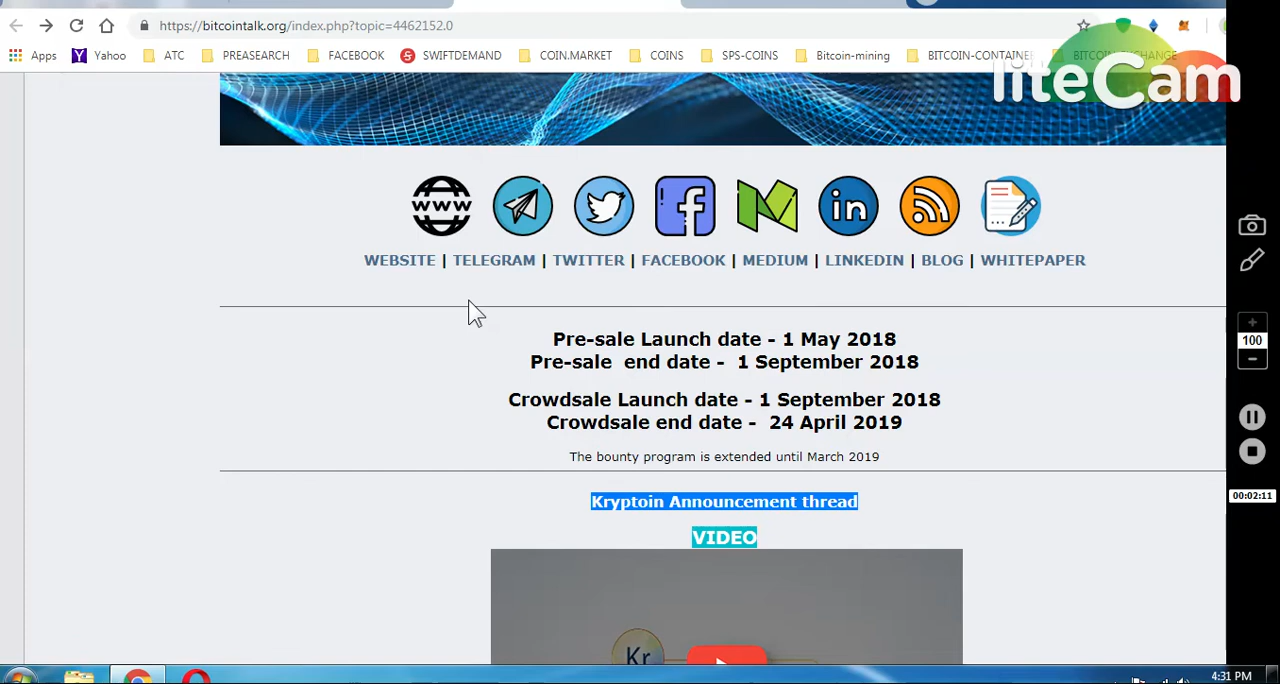 https://bitcointalk.org/index.php?topic=4462152.0
Apps Yahoo ATC PREASEARCH FACEBOOK SWIFTDEMAND COIN.MARKET COINS SPS-COINS Bitcoin-mining
liteCam
www
in
WEBSITE | TELEGRAM | TWITTER | FACEBOOK | MEDIUM | LINKEDIN | BLOG | WHITEPAPER
100
Pre-sale Launch date - 1 May 2018
Pre-sale end date - 1 September 2018
Crowdsale Launch date - 1 September 2018
Crowdsale end date - 24 April 2019
The bounty program is extended until March 2019
00:02:11
Kryptoin Announcement thread
VIDEO
Kr
4:31 PM